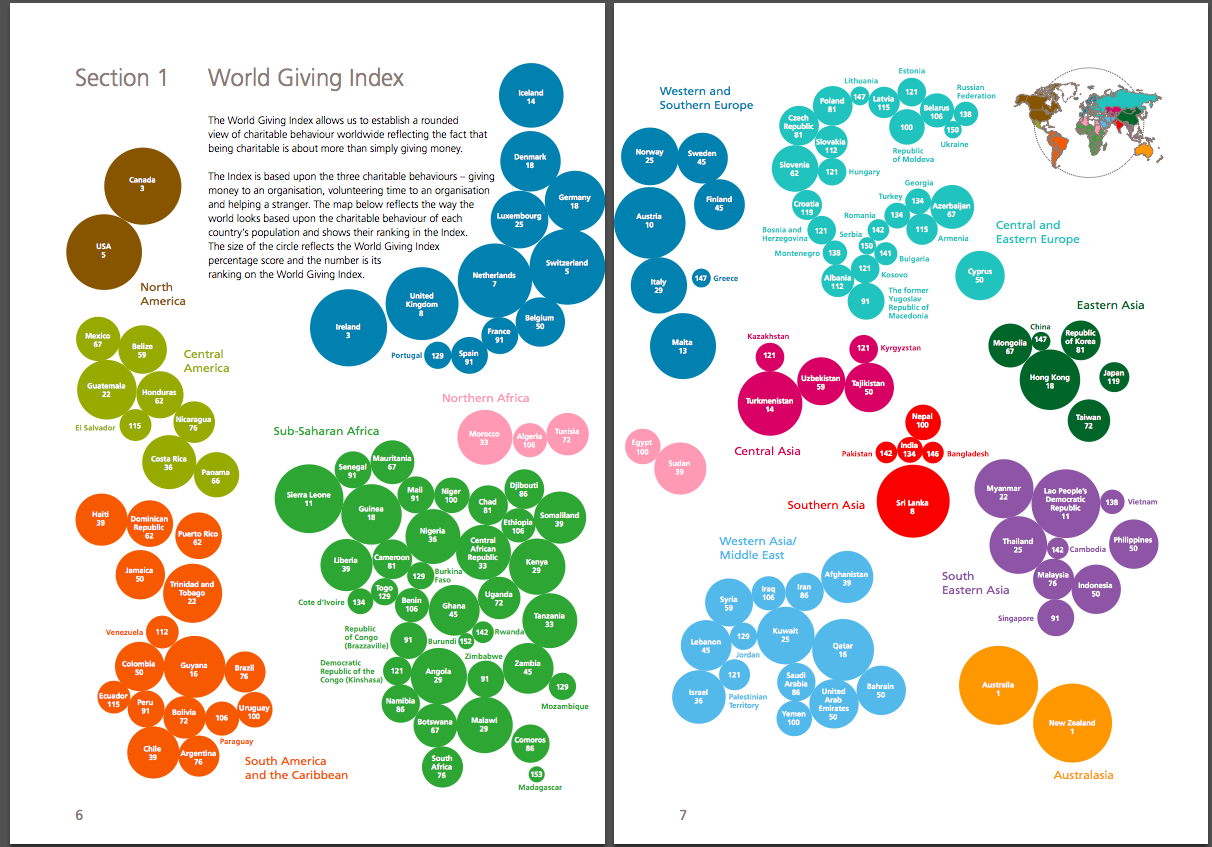 Section 1 World Giving Index
The World Giving Index allows us to establish a rounded
view of charitable behaviour worldwide reflecting the fact that
being charitable is about more than simply giving money.
The Index is based upon the three charitable behaviours – giving
money to an organisation, volunteering time to an organisation
and helping a stranger. The map below reflects the way the
world looks based upon the charitable behaviour of each
country's population and shows their ranking in the Index.
The size of the circle reflects the World Giving Index
percentage score and the number is its
ranking on the World Giving Index.
Canada
3
USA
5
North
America
Iceland
14
Denmark
18
Germany
18
Luxembourg
25
Switzerland
5
Netherlands
7
United
Kingdom
8
Ireland
3
Belgium
50
France
91
Spain
91
Portugal
129
Mexico
67
Belize
59
Central
America
Guatemala
22
Honduras
62
El Salvador
115
Nicaragua
76
Costa Rica
36
Panama
66
Northern Africa
Morocco
33
Algeria
106
Tunisia
72
Sub-Saharan Africa
Sierra Leone
11
Senegal
91
Mauritania
67
Guinea
18
Mali
91
Niger
100
Chad
81
Djibouti
86
Somaliland
39
Ethiopia
106
Nigeria
36
Central
African
Republic
33
Kenya
29
Liberia
39
Cameroon
81
Burkina
Faso
129
Togo
129
Cote d'Ivoire
134
Benin
106
Ghana
45
Uganda
72
Tanzania
33
Republic
of Congo
(Brazzaville)
91
Burundi
152
142
Rwanda
Democratic
Republic of the
Congo (Kinshasa)
121
Angola
29
Zimbabwe
91
Zambia
45
129
Mozambique
Namibia
86
Botswana
67
Malawi
29
Comoros
86
South
Africa
76
153
Madagascar
Haiti
39
Dominican
Republic
62
Puerto Rico
62
Jamaica
50
Trinidad and
Tobago
22
Venezuela
112
Colombia
50
Guyana
16
Brazil
76
Ecuador
115
Peru
91
Bolivia
72
106
Paraguay
Uruguay
100
Chile
39
Argentina
76
South America
and the Caribbean
6
Western and
Southern Europe
Norway
25
Sweden
45
Finland
45
Austria
10
Italy
29
147
Greece
Malta
13
Lithuania
147
Estonia
121
Russian
Federation
138
Poland
81
Latvia
115
Belarus
106
150
Ukraine
Czech
Republic
81
Slovakia
112
100
Republic
of Moldova
Slovenia
62
121
Hungary
Croatia
119
Georgia
134
Turkey
134
Azerbaijan
67
Romania
142
115
Armenia
Bosnia and
Herzegovina
121
Serbia
150
141
Bulgaria
Montenegro
138
121
Kosovo
Albania
112
91
The former
Yugoslav
Republic of
Macedonia
Central and
Eastern Europe
Cyprus
50
Eastern Asia
Mongolia
67
China
147
Republic
of Korea
81
Hong Kong
18
Japan
119
Taiwan
72
Kazakhstan
121
121
Kyrgyzstan
Turkmenistan
14
Uzbekistan
59
Tajikistan
50
Central Asia
Nepal
100
Pakistan
142
India
134
146
Bangladesh
Southern Asia
Sri Lanka
8
Egypt
100
Sudan
39
Myanmar
22
Lao People's
Democratic
Republic
11
138
Vietnam
Thailand
25
142
Cambodia
Philippines
50
South
Eastern Asia
Malaysia
76
Indonesia
50
Singapore
91
Western Asia/
Middle East
Syria
59
Iraq
106
Iran
86
Afghanistan
39
Lebanon
45
129
Jordan
Kuwait
25
Qatar
16
Israel
36
121
Palestinian
Territory
Saudi
Arabia
86
United
Arab
Emirates
50
Bahrain
50
Yemen
100
Australia
1
New Zealand
1
Australasia
7